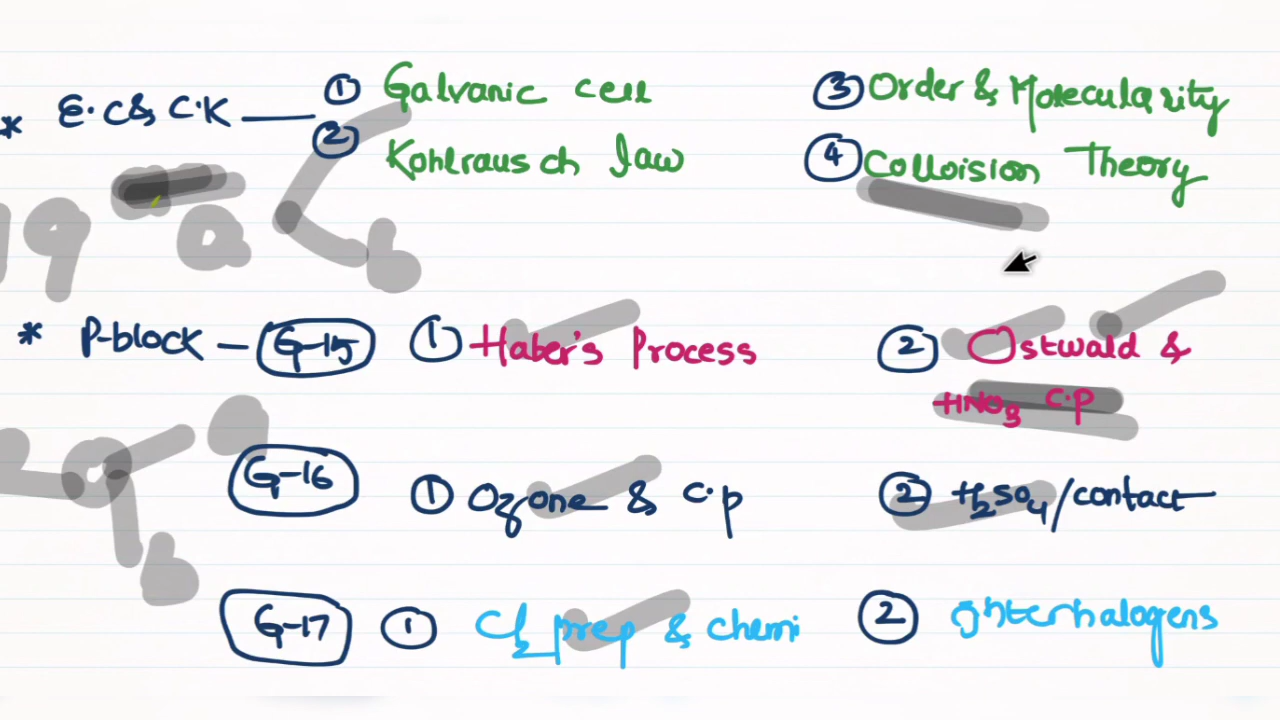 * E.C & C.K — ① Galvanic cell ③ Order & Molecularity
② Kohlrausch law ④ Colloision Theory
19 a b
* P-block — G-15 ① Haber's Process ② Ostwald &
HNO3 C.P
a
G-16 ① Ozone & C.p ② H2SO4/contact
b
G-17 ① Cl2 prep & chemi ② Interhalogens